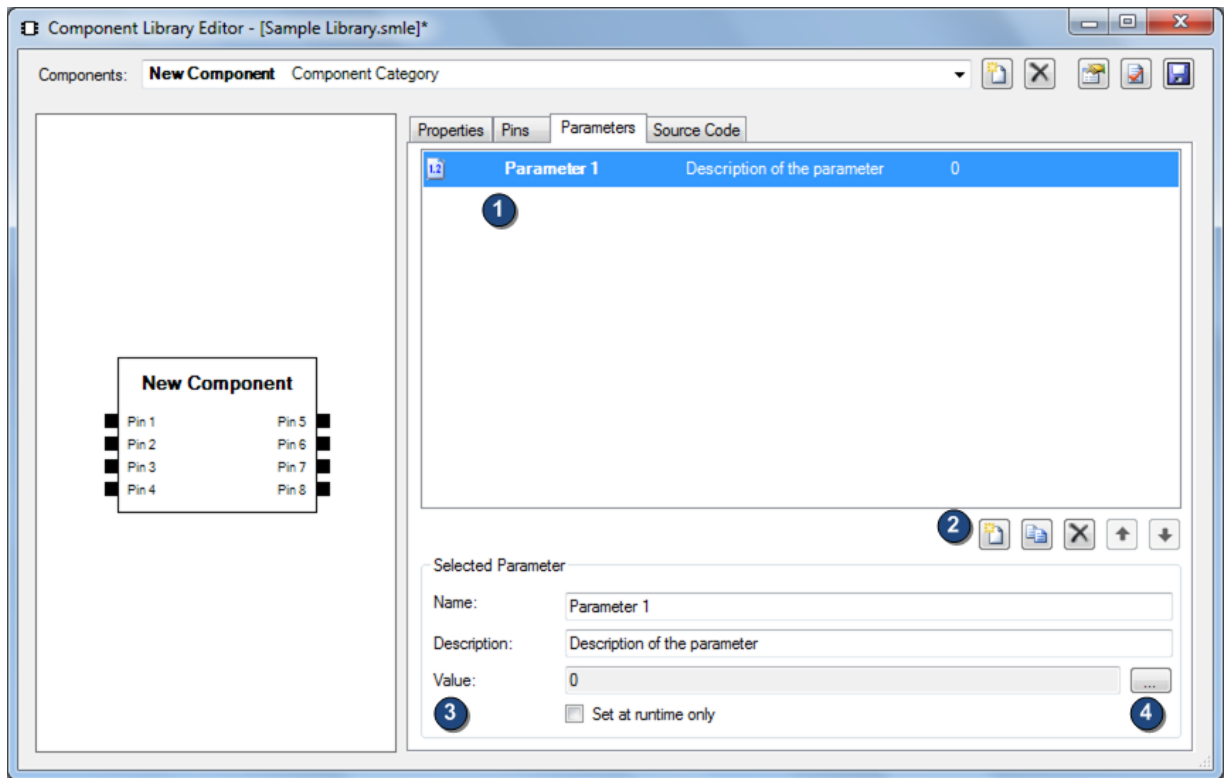 Component Library Editor - [Sample Library.smle]*
Components: New Component Component Category
Properties Pins Parameters Source Code
1.2 Parameter 1 Description of the parameter 0
1
New Component
Pin 1 Pin 5
Pin 2 Pin 6
Pin 3 Pin 7
Pin 4 Pin 8
2
Selected Parameter
Name: Parameter 1
Description: Description of the parameter
Value: 0 ...
3 Set at runtime only 4